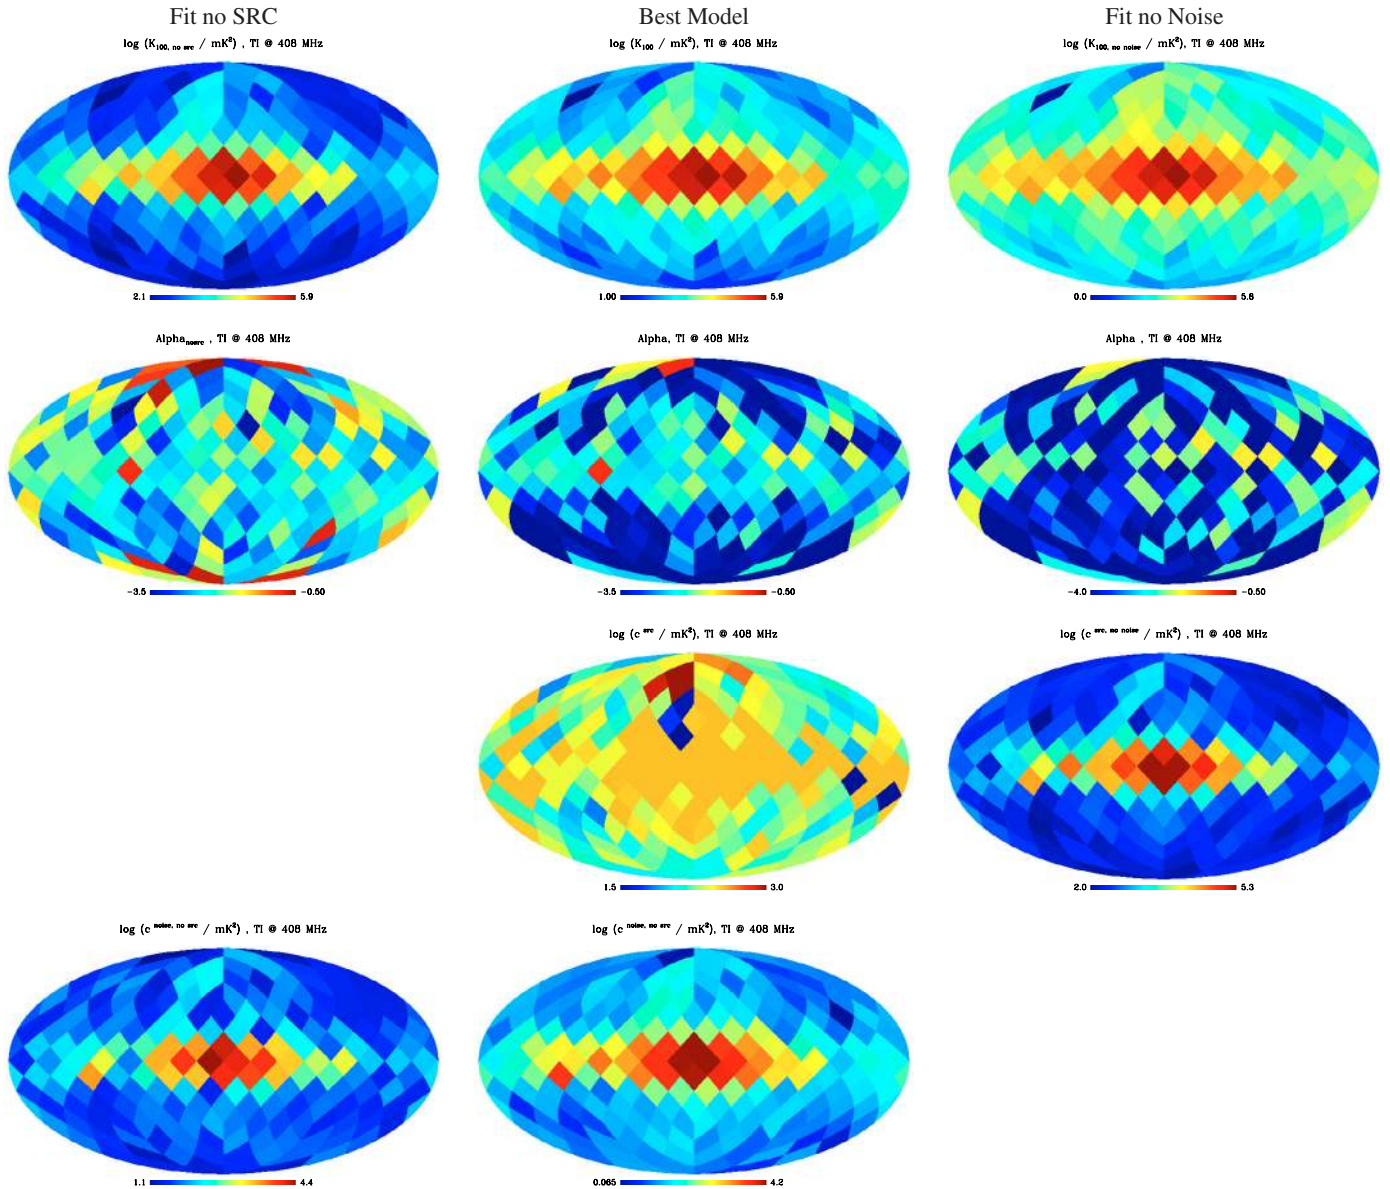 Fit no SRC
Best Model
Fit no Noise
log (K100, no src / mK2) , TI @ 408 MHz
log (K100 / mK2), TI @ 408 MHz
log (K100, no noise / mK2), TI @ 408 MHz
2.1 5.9
1.00 5.9
0.0 5.8
Alphanosrc , TI @ 408 MHz
Alpha, TI @ 408 MHz
Alpha , TI @ 408 MHz
-3.5 -0.50
-3.5 -0.50
-4.0 -0.50
log (c src / mK2), TI @ 408 MHz
log (c src, no noise / mK2) , TI @ 408 MHz
1.5 3.0
2.0 5.3
log (c noise, no src / mK2) , TI @ 408 MHz
log (c noise, no src / mK2), TI @ 408 MHz
1.1 4.4
0.065 4.2